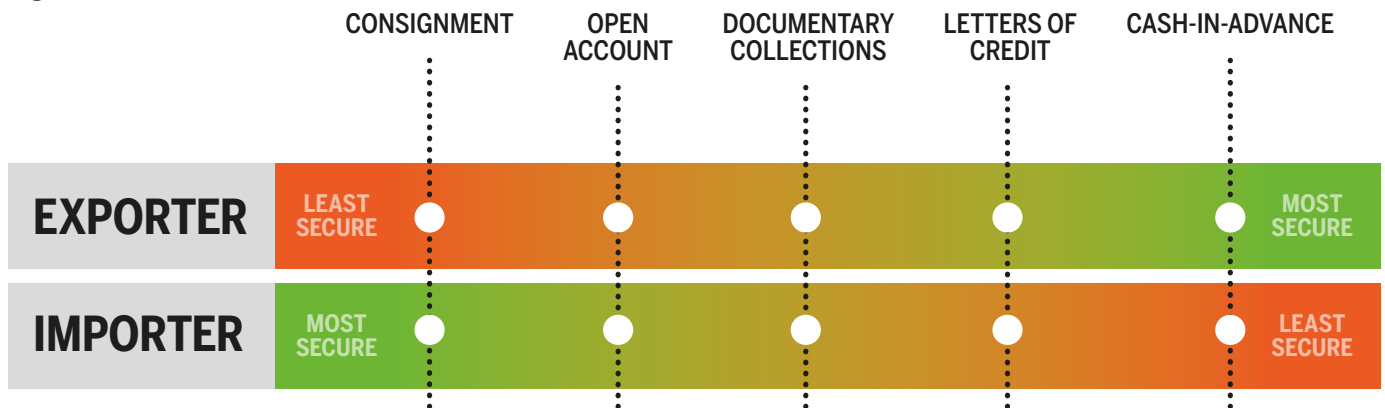 CONSIGNMENT
OPEN
ACCOUNT
DOCUMENTARY
COLLECTIONS
LETTERS OF
CREDIT
CASH-IN-ADVANCE
EXPORTER
LEAST
SECURE
MOST
SECURE
IMPORTER
MOST
SECURE
LEAST
SECURE